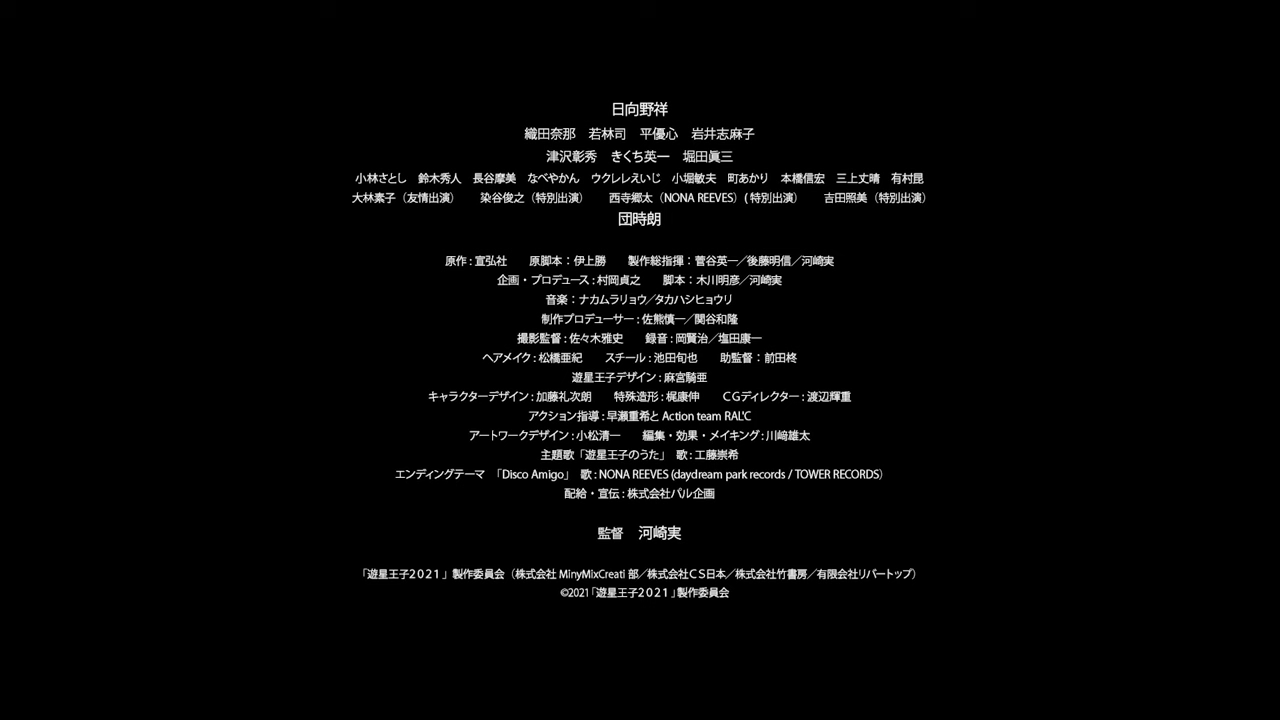 日向野祥
織田奈那　若林司　平優心　岩井志麻子
津沢彰秀　きくち英一　堀田眞三
小林さとし　鈴木秀人　長谷摩美　なべやかん　ウクレレえいじ　小堀敏夫　町あかり　本橋信宏　三上丈晴　有村昆
大林素子（友情出演）　染谷俊之（特別出演）　西寺郷太（NONA REEVES）( 特別出演）　吉田照美（特別出演）
団時朗
原作 : 宣弘社　原脚本：伊上勝　製作総指揮：菅谷英一／後藤明信／河崎実
企画・プロデュース : 村岡貞之　脚本：木川明彦／河崎実
音楽：ナカムラリョウ／タカハシヒョウリ
制作プロデューサー : 佐熊慎一／関谷和隆
撮影監督 : 佐々木雅史　録音 : 岡賢治／塩田康一
ヘアメイク : 松橋亜紀　スチール : 池田旬也　助監督：前田柊
遊星王子デザイン : 麻宮騎亜
キャラクターデザイン : 加藤礼次朗　特殊造形 : 梶康伸　ＣＧディレクター : 渡辺輝重
アクション指導 : 早瀬重希と Action team RAL'C
アートワークデザイン : 小松清一　編集・効果・メイキング : 川﨑雄太
主題歌「遊星王子のうた」　歌 : 工藤崇希
エンディングテーマ　「Disco Amigo」　歌 : NONA REEVES (daydream park records / TOWER RECORDS）
配給・宣伝 : 株式会社パル企画
監督　河崎実
「遊星王子２０２１」製作委員会（株式会社 MinyMixCreati 部／株式会社ＣＳ日本／株式会社竹書房／有限会社リバートップ）
©2021「遊星王子２０２１」製作委員会